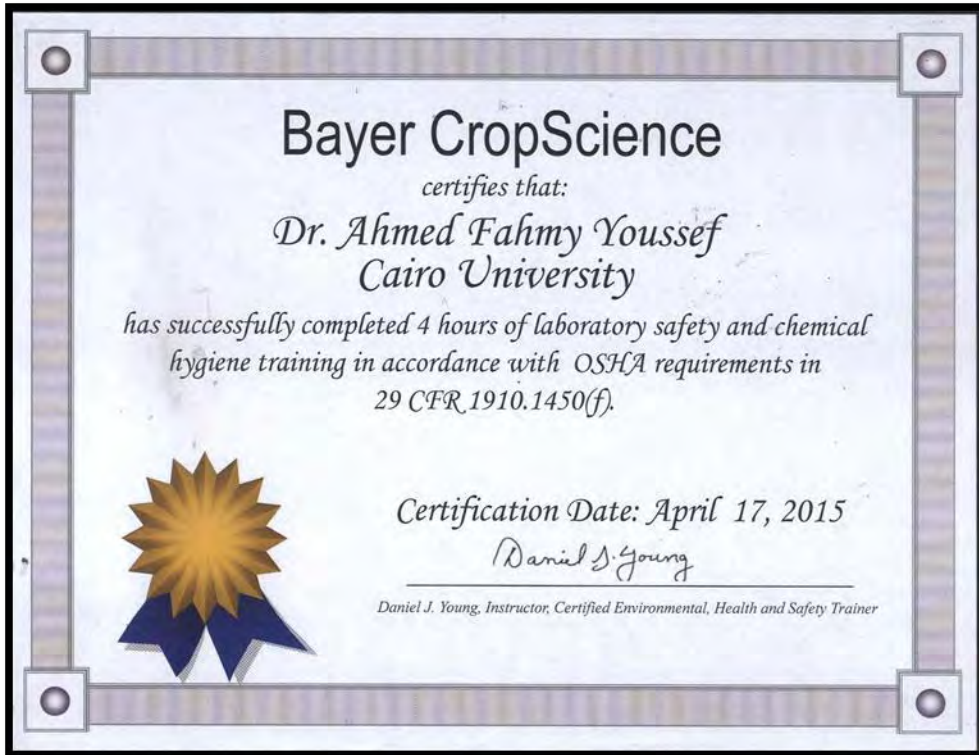 Bayer CropScience
certifies that:
Dr. Ahmed Fahmy Youssef
Cairo University
has successfully completed 4 hours of laboratory safety and chemical
hygiene training in accordance with OSHA requirements in
29 CFR 1910.1450(f).
Certification Date: April 17, 2015
Daniel J. Young
Daniel J. Young, Instructor, Certified Environmental, Health and Safety Trainer